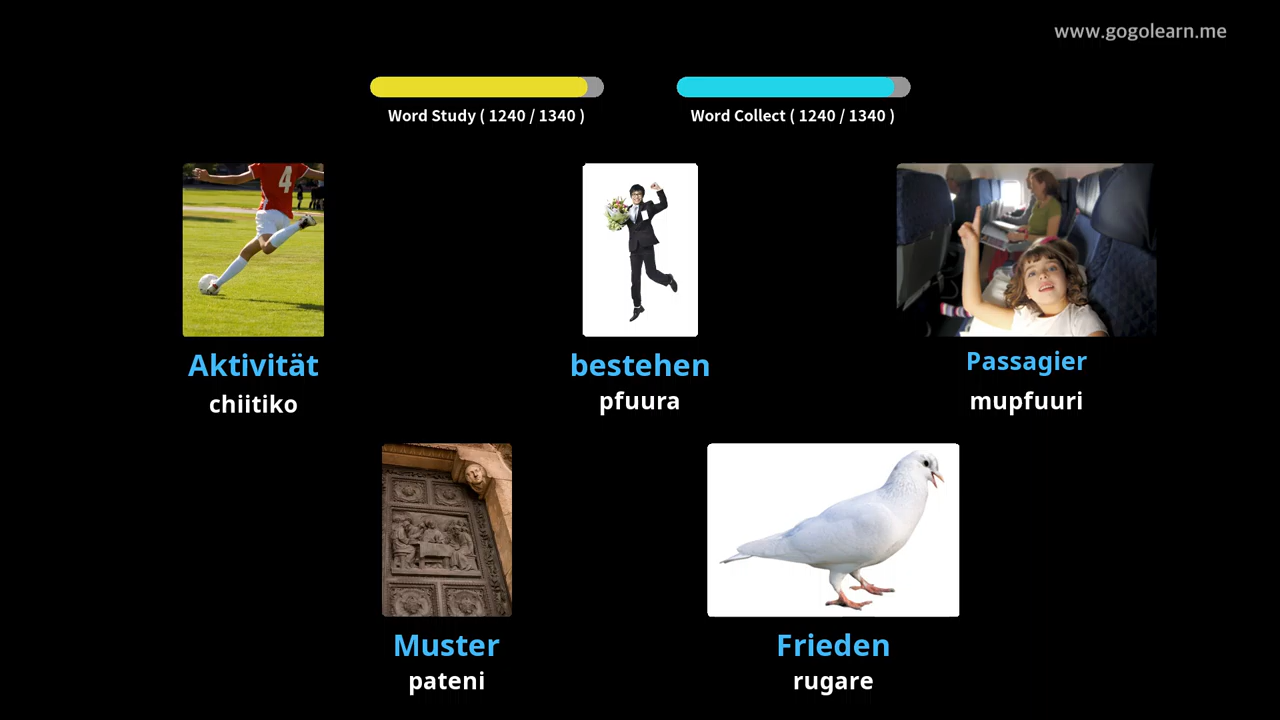 www.gogolearn.me
Word Study ( 1240 / 1340 )
Word Collect ( 1240 / 1340 )
4
Aktivität
chiitiko
bestehen
pfuura
Passagier
mupfuuri
Muster
pateni
Frieden
rugare